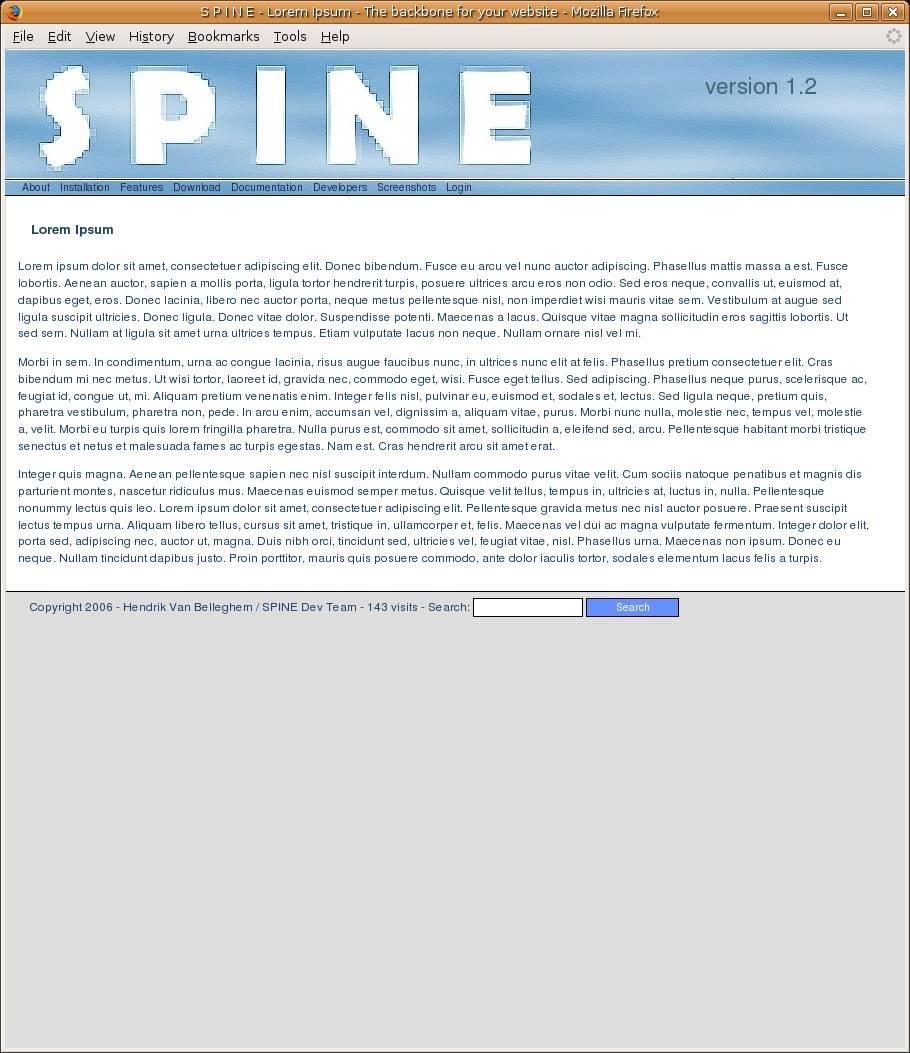 S P I N E - Lorem Ipsum - The backbone for your website - Mozilla Firefox
File Edit View History Bookmarks Tools Help
SPINE
version 1.2
About Installation Features Download Documentation Developers Screenshots Login
Lorem Ipsum
Lorem ipsum dolor sit amet, consectetuer adipiscing elit. Donec bibendum. Fusce eu arcu vel nunc auctor adipiscing. Phasellus mattis massa a est. Fusce
lobortis. Aenean auctor, sapien a mollis porta, ligula tortor hendrerit turpis, posuere ultrices arcu eros non odio. Sed eros neque, convallis ut, euismod at,
dapibus eget, eros. Donec lacinia, libero nec auctor porta, neque metus pellentesque nisl, non imperdiet wisi mauris vitae sem. Vestibulum at augue sed
ligula suscipit ultricies. Donec ligula. Donec vitae dolor. Suspendisse potenti. Maecenas a lacus. Quisque vitae magna sollicitudin eros sagittis lobortis. Ut
sed sem. Nullam at ligula sit amet urna ultrices tempus. Etiam vulputate lacus non neque. Nullam ornare nisl vel mi.
Morbi in sem. In condimentum, urna ac congue lacinia, risus augue faucibus nunc, in ultrices nunc elit at felis. Phasellus pretium consectetuer elit. Cras
bibendum mi nec metus. Ut wisi tortor, laoreet id, gravida nec, commodo eget, wisi. Fusce eget tellus. Sed adipiscing. Phasellus neque purus, scelerisque ac,
feugiat id, congue ut, mi. Aliquam pretium venenatis enim. Integer felis nisl, pulvinar eu, euismod et, sodales et, lectus. Sed ligula neque, pretium quis,
pharetra vestibulum, pharetra non, pede. In arcu enim, accumsan vel, dignissim a, aliquam vitae, purus. Morbi nunc nulla, molestie nec, tempus vel, molestie
a, velit. Morbi eu turpis quis lorem fringilla pharetra. Nulla purus est, commodo sit amet, sollicitudin a, eleifend sed, arcu. Pellentesque habitant morbi tristique
senectus et netus et malesuada fames ac turpis egestas. Nam est. Cras hendrerit arcu sit amet erat.
Integer quis magna. Aenean pellentesque sapien nec nisl suscipit interdum. Nullam commodo purus vitae velit. Cum sociis natoque penatibus et magnis dis
parturient montes, nascetur ridiculus mus. Maecenas euismod semper metus. Quisque velit tellus, tempus in, ultricies at, luctus in, nulla. Pellentesque
nonummy lectus quis leo. Lorem ipsum dolor sit amet, consectetuer adipiscing elit. Pellentesque gravida metus nec nisl auctor posuere. Praesent suscipit
lectus tempus urna. Aliquam libero tellus, cursus sit amet, tristique in, ullamcorper et, felis. Maecenas vel dui ac magna vulputate fermentum. Integer dolor elit,
porta sed, adipiscing nec, auctor ut, magna. Duis nibh orci, tincidunt sed, ultricies vel, feugiat vitae, nisl. Phasellus urna. Maecenas non ipsum. Donec eu
neque. Nullam tincidunt dapibus justo. Proin porttitor, mauris quis posuere commodo, ante dolor iaculis tortor, sodales elementum lacus felis a turpis.
Copyright 2006 - Hendrik Van Belleghem / SPINE Dev Team - 143 visits - Search: Search